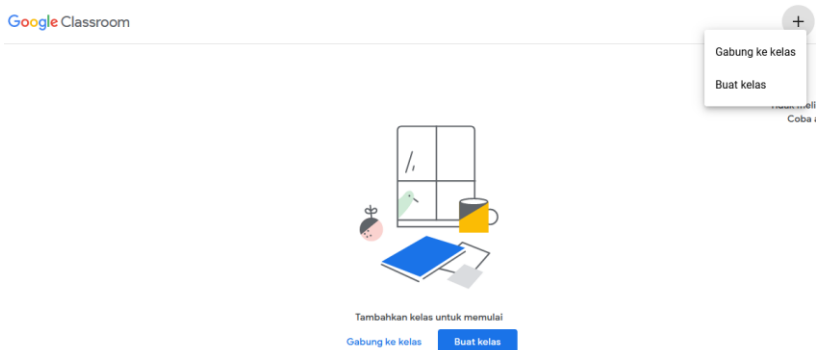 Google Classroom
+
Gabung ke kelas
Buat kelas
Coba
Tambahkan kelas untuk memulai
Gabung ke kelas
Buat kelas